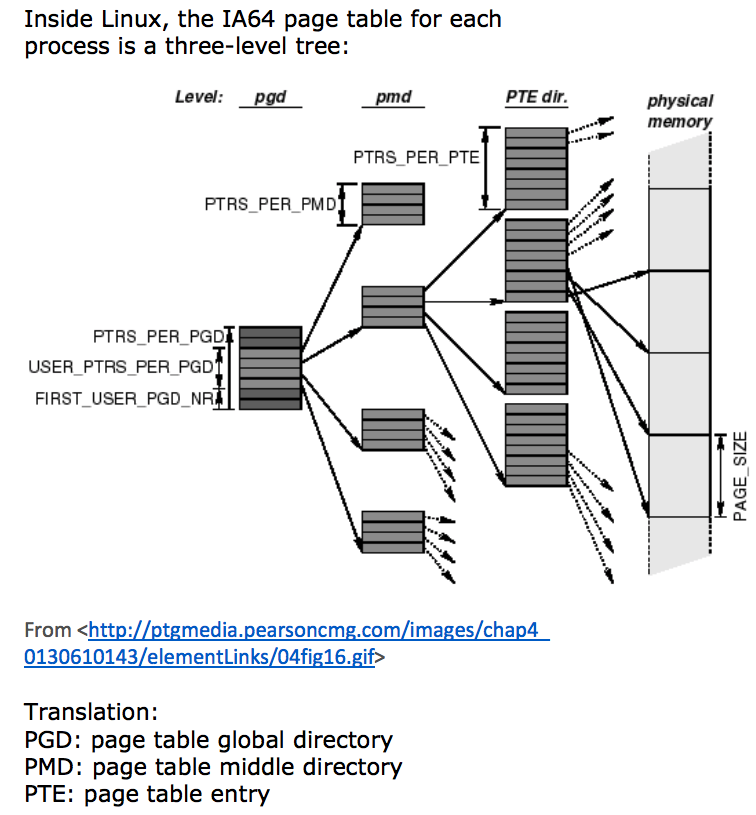 Inside Linux, the IA64 page table for each
process is a three-level tree:
Level: pgd pmd PTE dir. physical
memory
PTRS_PER_PTE
PTRS_PER_PMD
PTRS_PER_PGD
USER_PTRS_PER_PGD
FIRST_USER_PGD_NR
PAGE_SIZE
From <http://ptgmedia.pearsoncmg.com/images/chap4_
0130610143/elementLinks/04fig16.gif>
Translation:
PGD: page table global directory
PMD: page table middle directory
PTE: page table entry